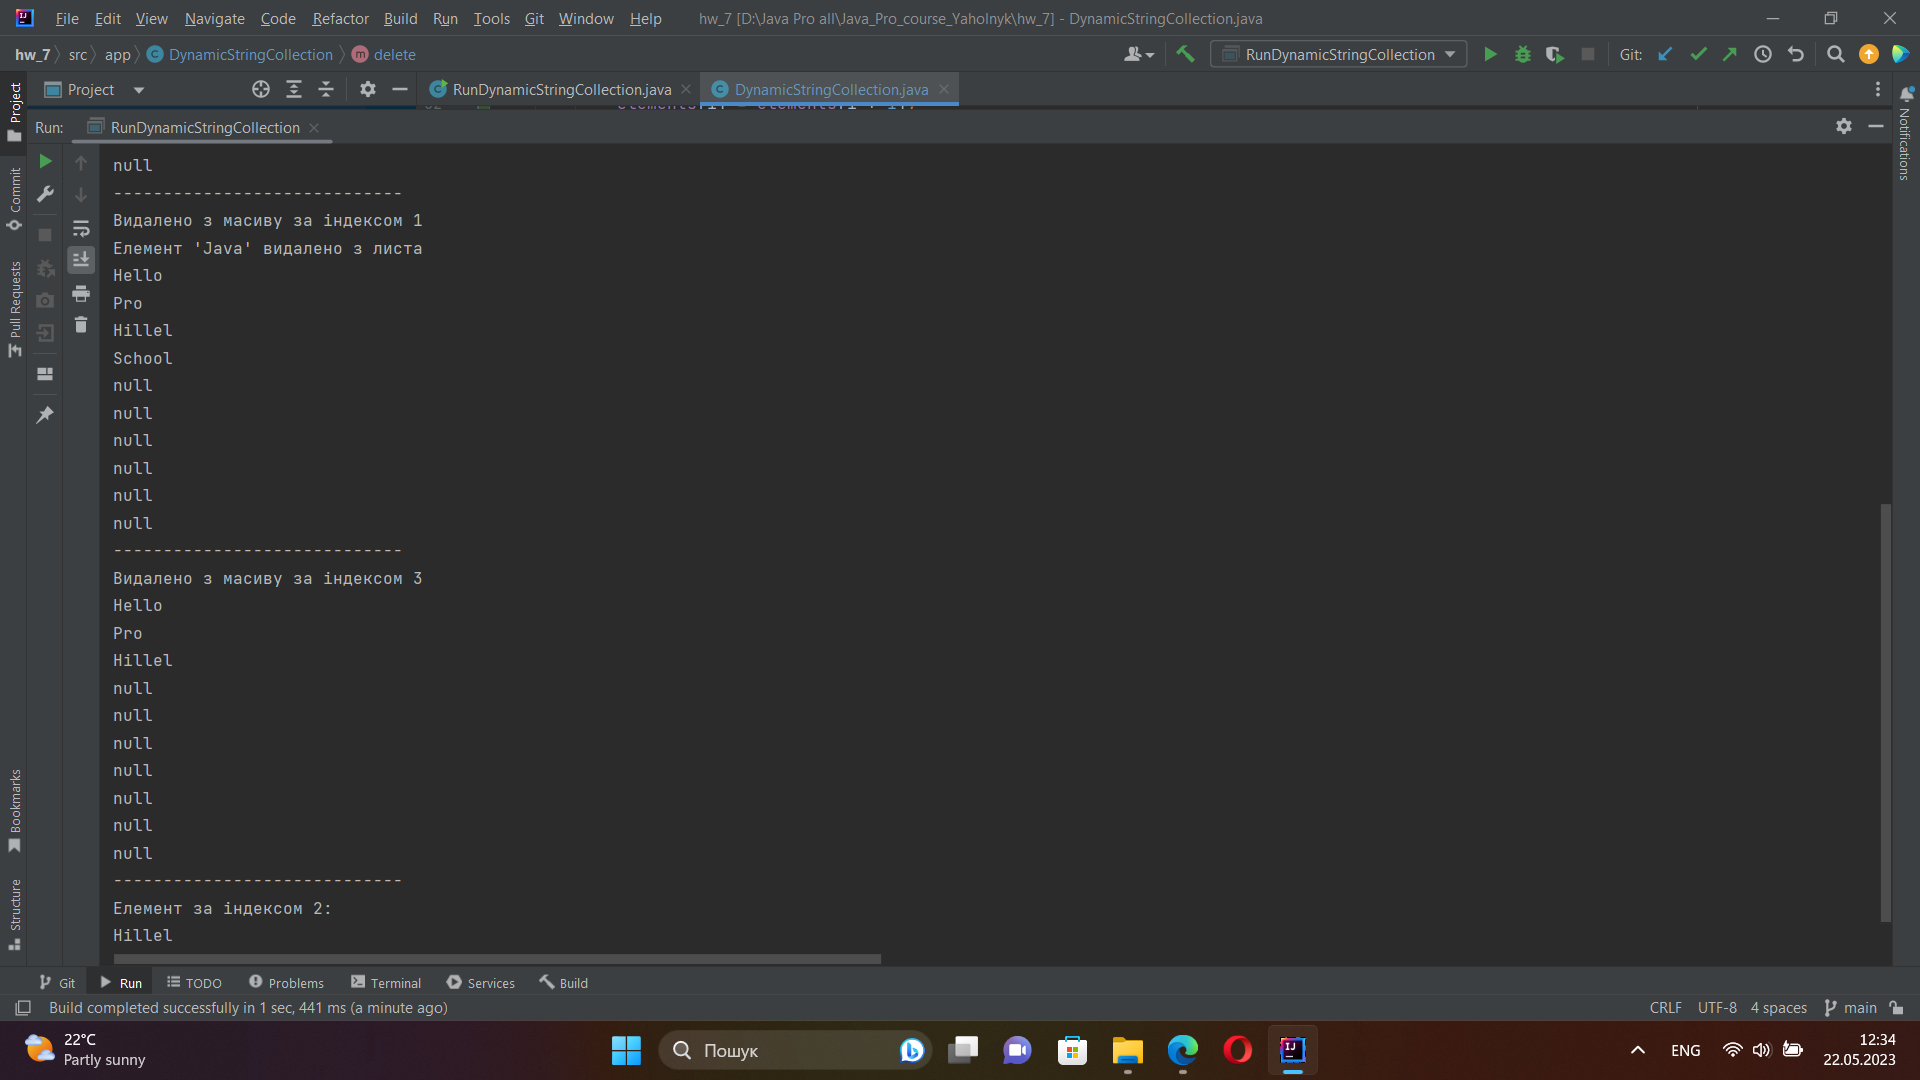 File Edit View Navigate Code Refactor Build Run Tools Git Window Help hw_7 [D:\Java Pro all\Java_Pro_course_Yaholnyk\hw_7] - DynamicStringCollection.java
hw_7 src app DynamicStringCollection delete RunDynamicStringCollection Git:
Project RunDynamicStringCollection.java DynamicStringCollection.java
Run: RunDynamicStringCollection
null
-----------------------------
Видалено з масиву за індексом 1
Елемент 'Java' видалено з листа
Hello
Pro
Hillel
School
null
null
null
null
null
null
-----------------------------
Видалено з масиву за індексом 3
Hello
Pro
Hillel
null
null
null
null
null
null
null
-----------------------------
Елемент за індексом 2:
Hillel
Project
Commit
Pull Requests
Bookmarks
Structure
Notifications
Git Run TODO Problems Terminal Services Build
Build completed successfully in 1 sec, 441 ms (a minute ago) CRLF UTF-8 4 spaces main
22°C
Partly sunny
Пошук
ENG
12:34
22.05.2023